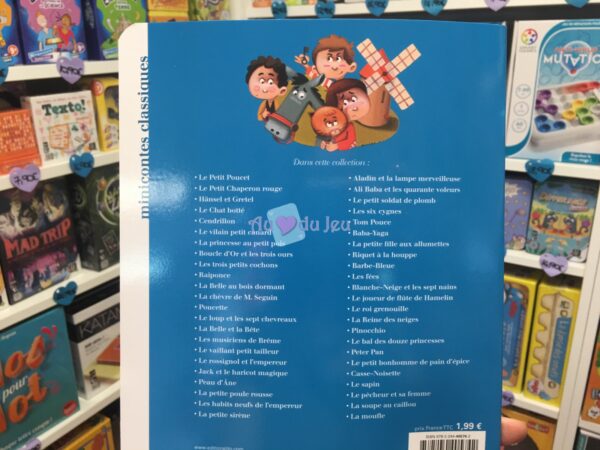 minicontes classiques
Dans cette collection :
• Le Petit Poucet
• Le Petit Chaperon rouge
• Hänsel et Gretel
• Le Chat botté
• Cendrillon
• Le vilain petit canard
• La princesse au petit pois
• Boucle d'Or et les trois ours
• Les trois petits cochons
• Raiponce
• La Belle au bois dormant
• La chèvre de M. Seguin
• Poucette
• Le loup et les sept chevreaux
• La Belle et la Bête
• Les musiciens de Brême
• Le vaillant petit tailleur
• Le rossignol et l'empereur
• Jack et le haricot magique
• Peau d'Âne
• La petite poule rousse
• Les habits neufs de l'empereur
• La petite sirène
• Aladin et la lampe merveilleuse
• Ali Baba et les quarante voleurs
• Le petit soldat de plomb
• Les six cygnes
• Tom Pouce
• Baba-Yaga
• La petite fille aux allumettes
• Riquet à la houppe
• Barbe-Bleue
• Les fées
• Blanche-Neige et les sept nains
• Le joueur de flûte de Hamelin
• Le roi grenouille
• La Reine des neiges
• Pinocchio
• Le bal des douze princesses
• Peter Pan
• Le petit bonhomme de pain d'épice
• Casse-Noisette
• Le sapin
• Le pêcheur et sa femme
• La soupe au caillou
• La moufle
prix France TTC 1,99 €
du Jeu
Texto!
MAD TRIP
KATANA
pour